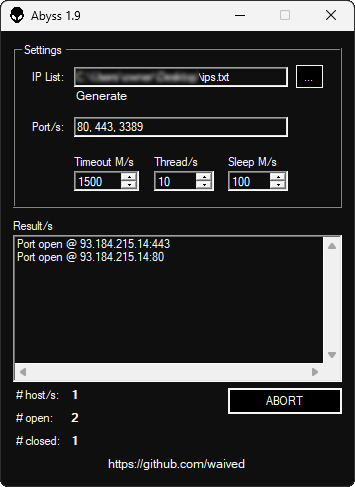 Abyss 1.9
Settings
IP List: \ips.txt ...
Generate
Port/s: 80, 443, 3389
Timeout M/s Thread/s Sleep M/s
1500 10 100
Result/s
Port open @ 93.184.215.14:443
Port open @ 93.184.215.14:80
# host/s: 1
ABORT
# open: 2
# closed: 1
https://github.com/waived